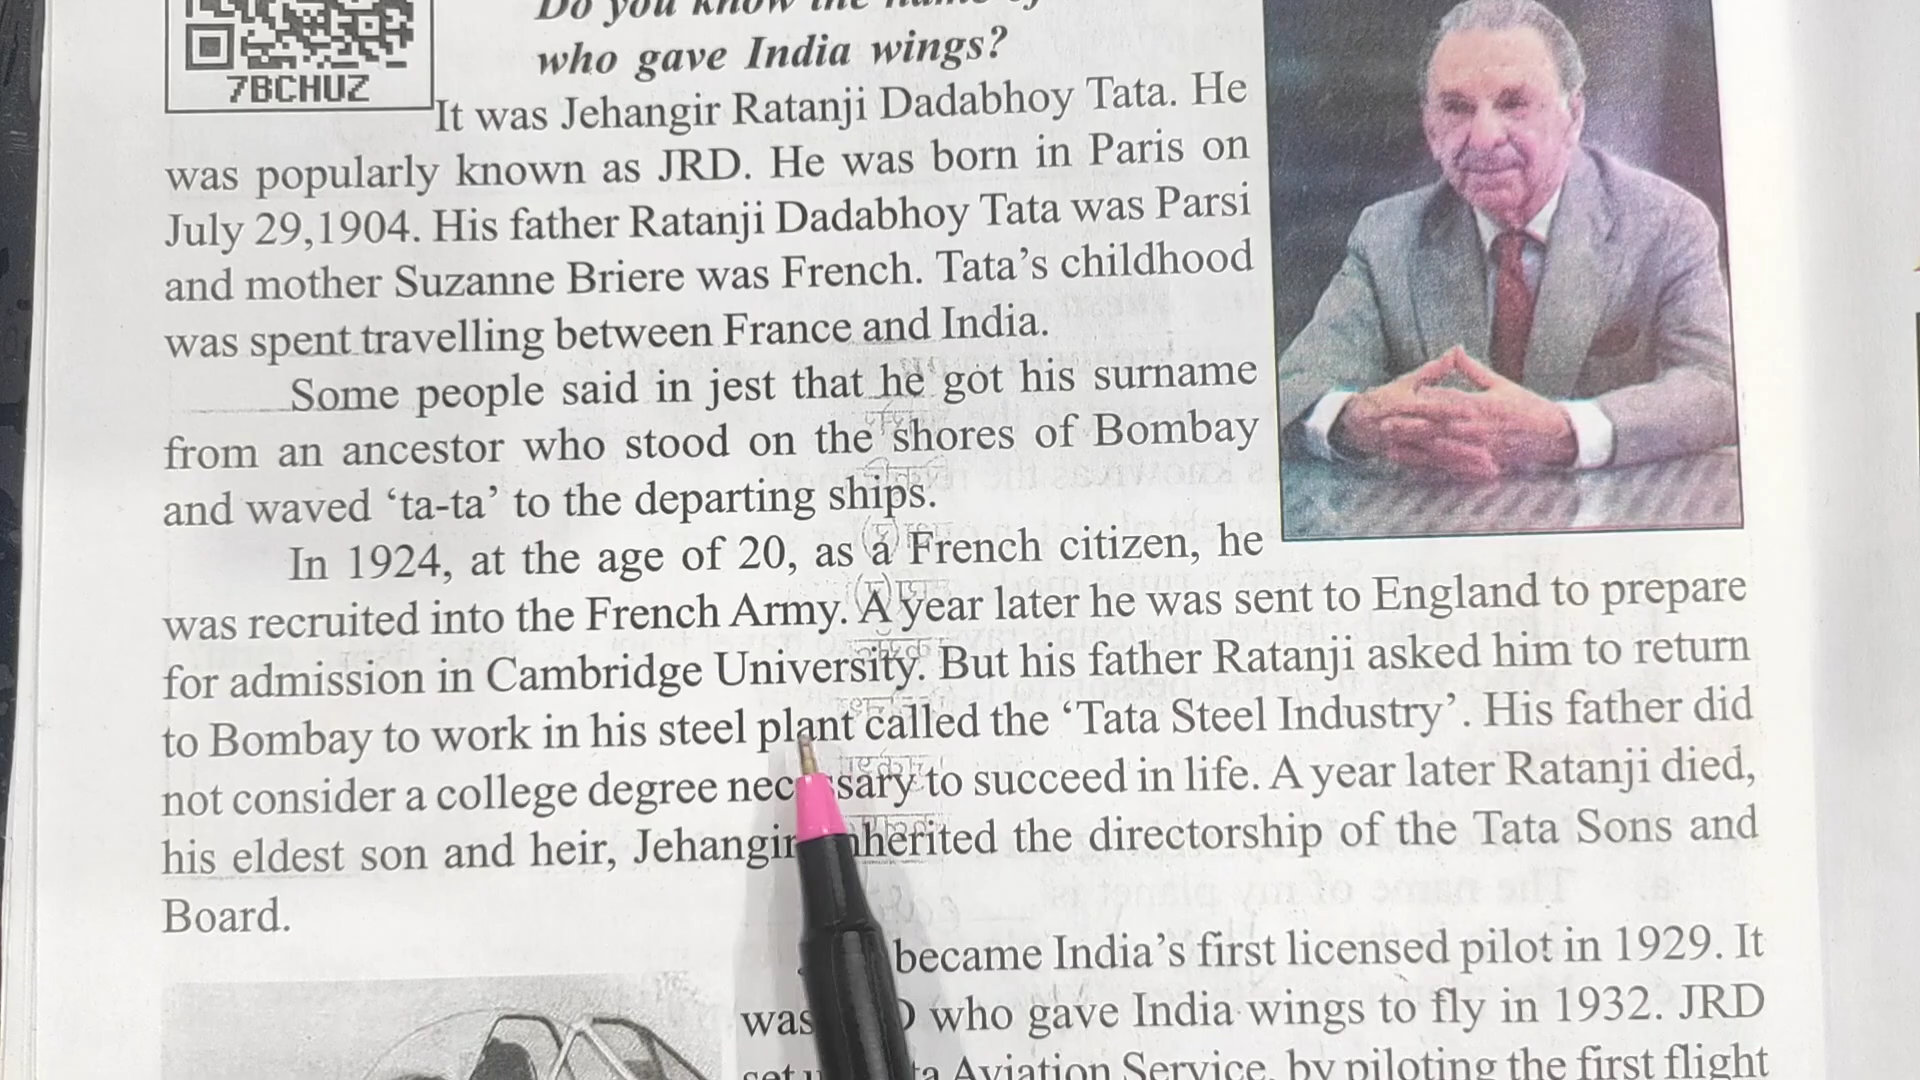 Do you know the name of
who gave India wings?
7BCHUZ
It was Jehangir Ratanji Dadabhoy Tata. He
was popularly known as JRD. He was born in Paris on
July 29,1904. His father Ratanji Dadabhoy Tata was Parsi
and mother Suzanne Briere was French. Tata's childhood
was spent travelling between France and India.
Some people said in jest that he got his surname
from an ancestor who stood on the shores of Bombay
and waved ‘ta-ta’ to the departing ships.
In 1924, at the age of 20, as a French citizen, he
was recruited into the French Army. A year later he was sent to England to prepare
for admission in Cambridge University. But his father Ratanji asked him to return
to Bombay to work in his steel plant called the ‘Tata Steel Industry’. His father did
not consider a college degree to succeed in life. A year later Ratanji died,
his eldest son and heir, Jehangir the directorship of the Tata Sons and
Board.
became India's first licensed pilot in 1929. It
was who gave India wings to fly in 1932. JRD
Aviation Service, by piloting the first flight